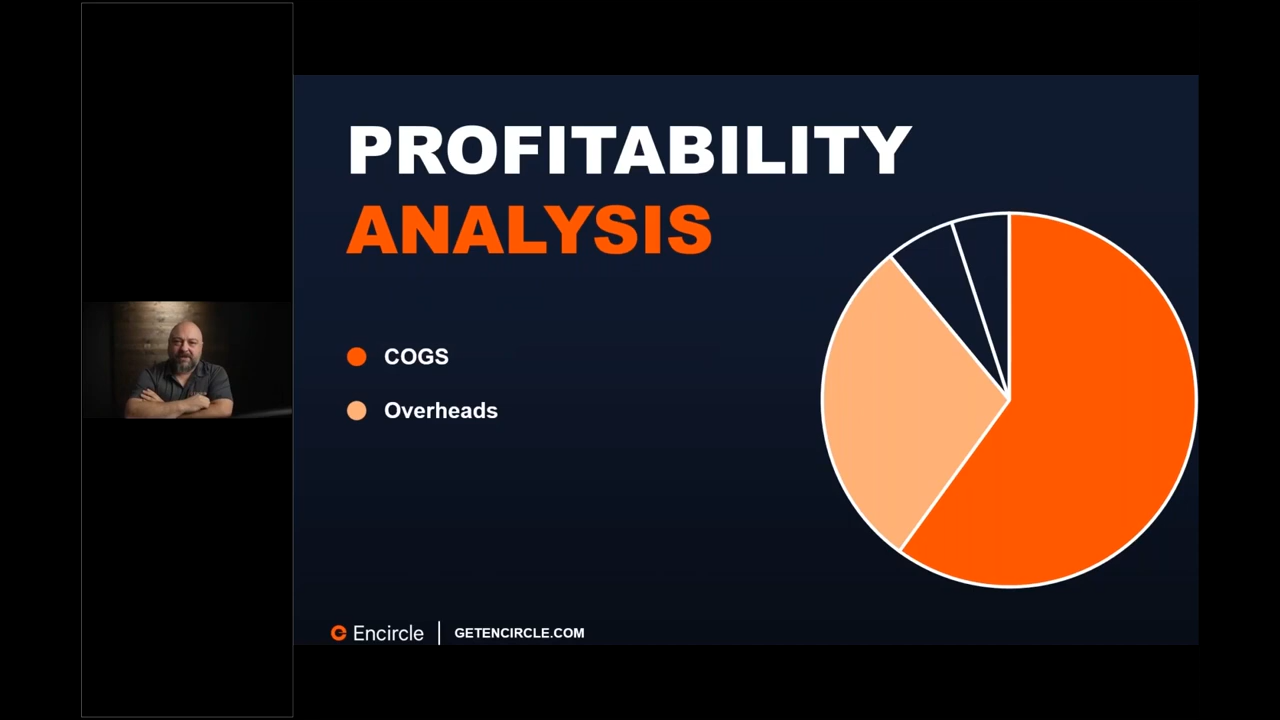 PROFITABILITY
ANALYSIS
COGS
Overheads
Encircle | GETENCIRCLE.COM